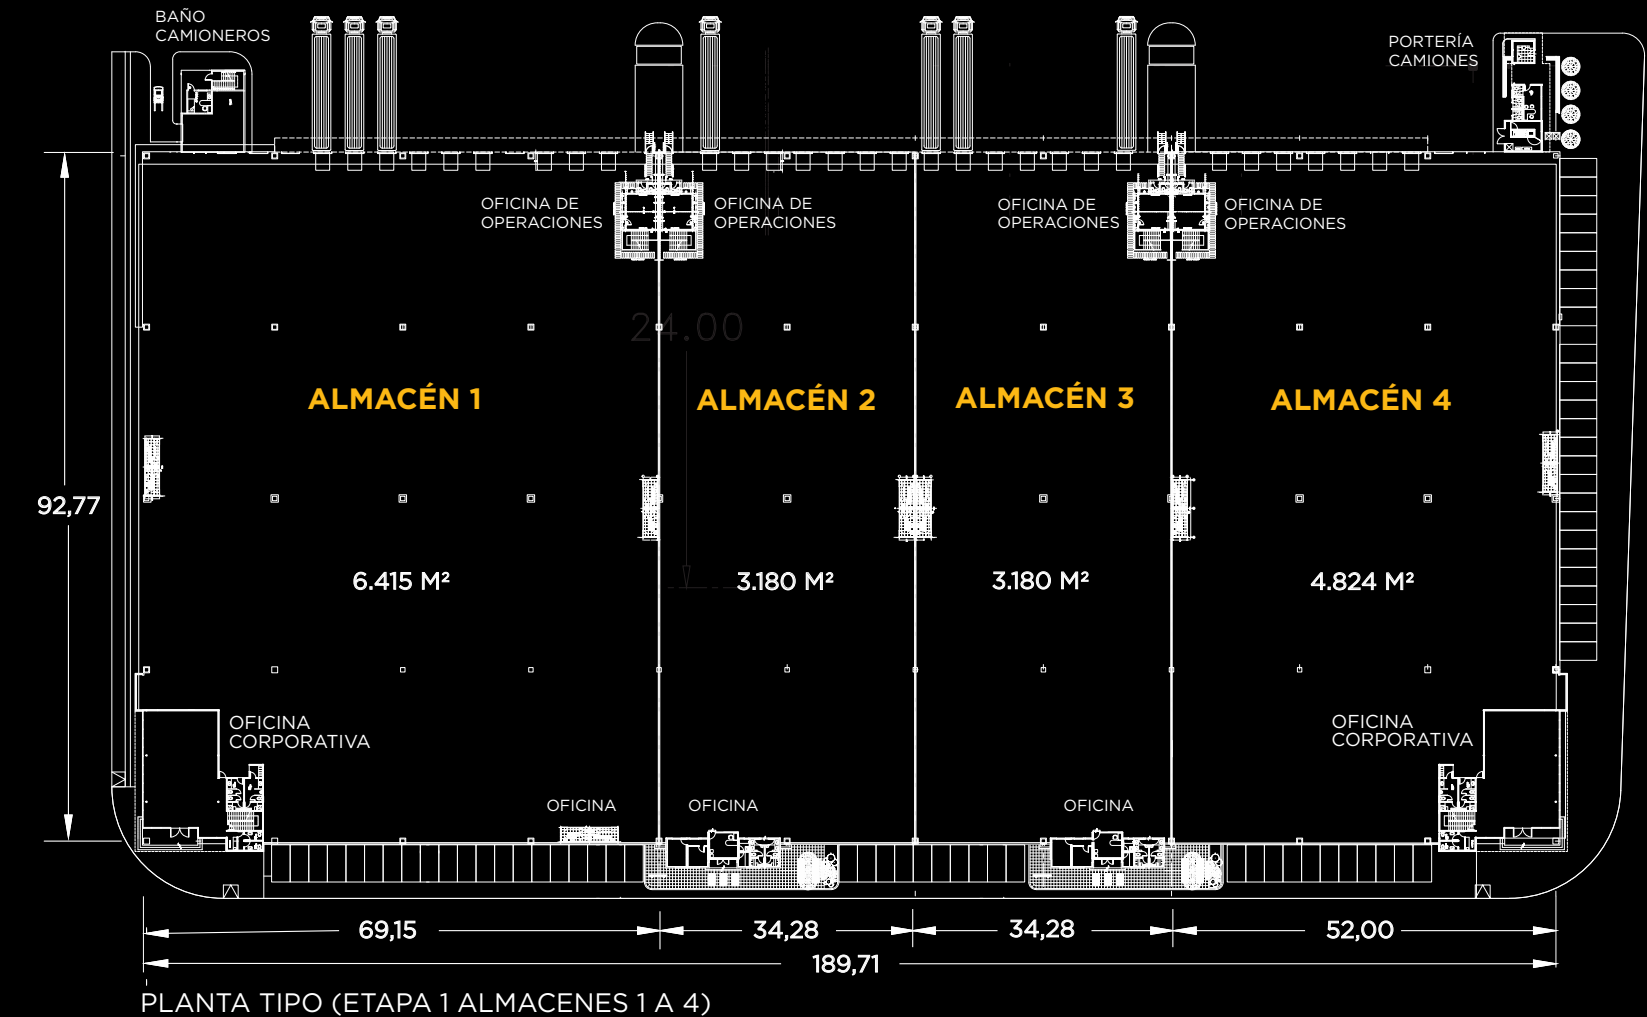 BAÑO
CAMIONEROS
PORTERÍA
CAMIONES
OFICINA DE
OPERACIONES
OFICINA DE
OPERACIONES
OFICINA DE
OPERACIONES
OFICINA DE
OPERACIONES
24.00
ALMACÉN 1
ALMACÉN 2
ALMACÉN 3
ALMACÉN 4
92,77
6.415 M²
3.180 M²
3.180 M²
4.824 M²
OFICINA
CORPORATIVA
OFICINA
CORPORATIVA
OFICINA
OFICINA
OFICINA
69,15
34,28
34,28
52,00
189,71
PLANTA TIPO (ETAPA 1 ALMACENES 1 A 4)